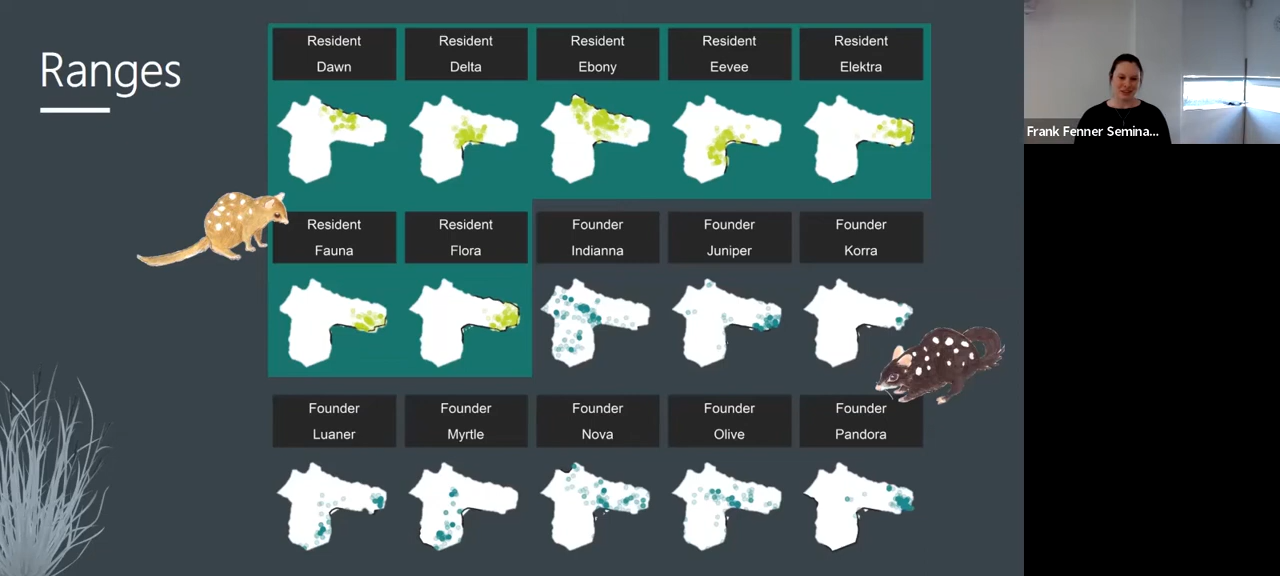 Ranges
Resident
Dawn
Resident
Delta
Resident
Ebony
Resident
Eevee
Resident
Elektra
Resident
Fauna
Resident
Flora
Founder
Indianna
Founder
Juniper
Founder
Korra
Founder
Luaner
Founder
Myrtle
Founder
Nova
Founder
Olive
Founder
Pandora
Frank Fenner Semina...